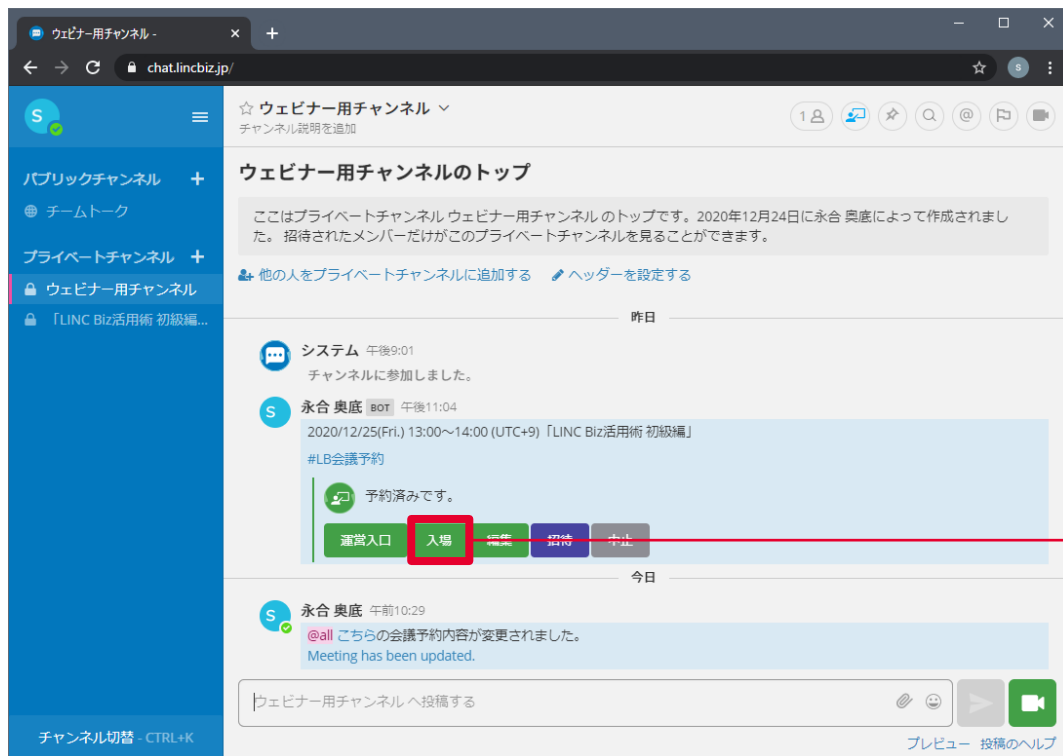 ウェビナー用チャンネル -
chat.lincbiz.jp/
S
S
ウェビナー用チャンネル
チャンネル説明を追加
1
@
パブリックチャンネル +
チームトーク
プライベートチャンネル +
ウェビナー用チャンネル
「LINC Biz活用術 初級編...
ウェビナー用チャンネルのトップ
ここはプライベートチャンネル ウェビナー用チャンネル のトップです。2020年12月24日に永合 奥底によって作成されまし
た。 招待されたメンバーだけがこのプライベートチャンネルを見ることができます。
他の人をプライベートチャンネルに追加する ヘッダーを設定する
昨日
システム 午後9:01
チャンネルに参加しました。
S
永合 奥底 BOT 午後11:04
2020/12/25(Fri.) 13:00～14:00 (UTC+9)「LINC Biz活用術 初級編」
#LB会議予約
予約済みです。
運営入口 入場 編集 招待 中止
今日
S
永合 奥底 午前10:29
@all こちらの会議予約内容が変更されました。
Meeting has been updated.
ウェビナー用チャンネル へ投稿する
チャンネル切替 - CTRL+K
プレビュー 投稿のヘルプ